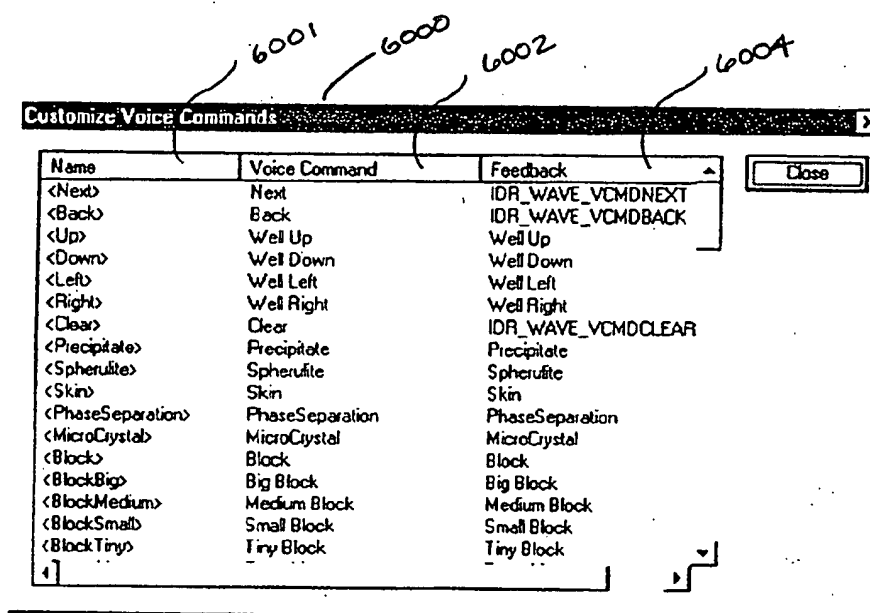 6001 6000 6002 6004
Customize Voice Commands
Name Voice Command Feedback Close
<Next> Next IDR_WAVE_VCMDNEXT
<Back> Back IDR_WAVE_VCMDBACK
<Up> Well Up Well Up
<Down> Well Down Well Down
<Left> Well Left Well Left
<Right> Well Right Well Right
<Clear> Clear IDR_WAVE_VCMDCLEAR
<Precipitate> Precipitate Precipitate
<Spherulite> Spherulite Spherulite
<Skin> Skin Skin
<PhaseSeparation> PhaseSeparation PhaseSeparation
<MicroCrystal> MicroCrystal MicroCrystal
<Block> Block Block
<BlockBig> Big Block Big Block
<BlockMedium> Medium Block Medium Block
<BlockSmall> Small Block Small Block
<BlockTiny> Tiny Block Tiny Block